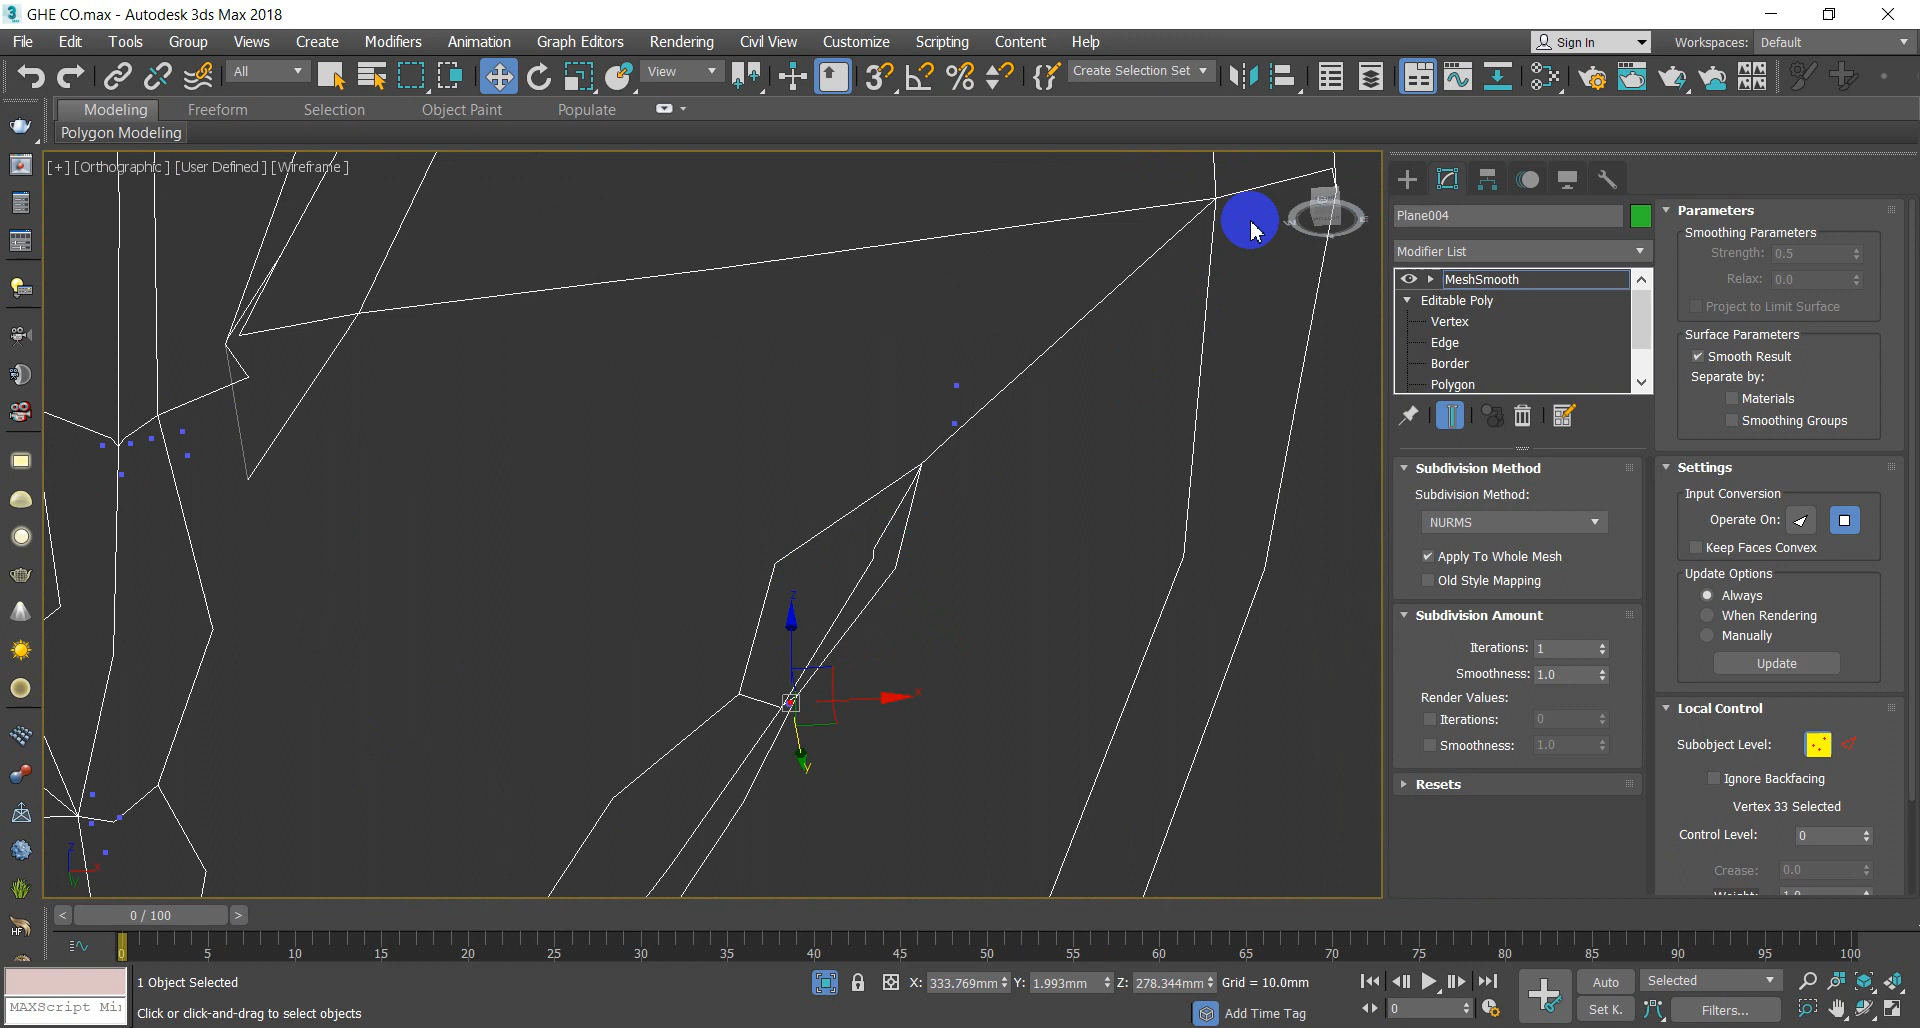 GHE CO.max - Autodesk 3ds Max 2018
File Edit Tools Group Views Create Modifiers Animation Graph Editors Rendering Civil View Customize Scripting Content Help
Sign In Workspaces: Default
All View Create Selection Set
Modeling Freeform Selection Object Paint Populate
Polygon Modeling
[+] [Orthographic ] [User Defined ] [Wireframe ]
Plane004
Modifier List
MeshSmooth
Editable Poly
Vertex
Edge
Border
Polygon
Subdivision Method
Subdivision Method:
NURMS
Apply To Whole Mesh
Old Style Mapping
Subdivision Amount
Iterations: 1
Smoothness: 1.0
Render Values:
Iterations: 0
Smoothness: 1.0
Resets
Parameters
Smoothing Parameters
Strength: 0.5
Relax: 0.0
Project to Limit Surface
Surface Parameters
Smooth Result
Separate by:
Materials
Smoothing Groups
Settings
Input Conversion
Operate On:
Keep Faces Convex
Update Options
Always
When Rendering
Manually
Update
Local Control
Subobject Level:
Ignore Backfacing
Vertex 33 Selected
Control Level: 0
Crease: 0.0
z
x
y
HF
< 0 / 100 >
0 5 10 15 20 25 30 35 40 45 50 55 60 65 70 75 80 85 90 95 100
1 Object Selected
X: 333.769mm Y: 1.993mm Z: 278.344mm Grid = 10.0mm
Auto Selected
MAXScript Mi
Click or click-and-drag to select objects
Add Time Tag
0
Set K. Filters...